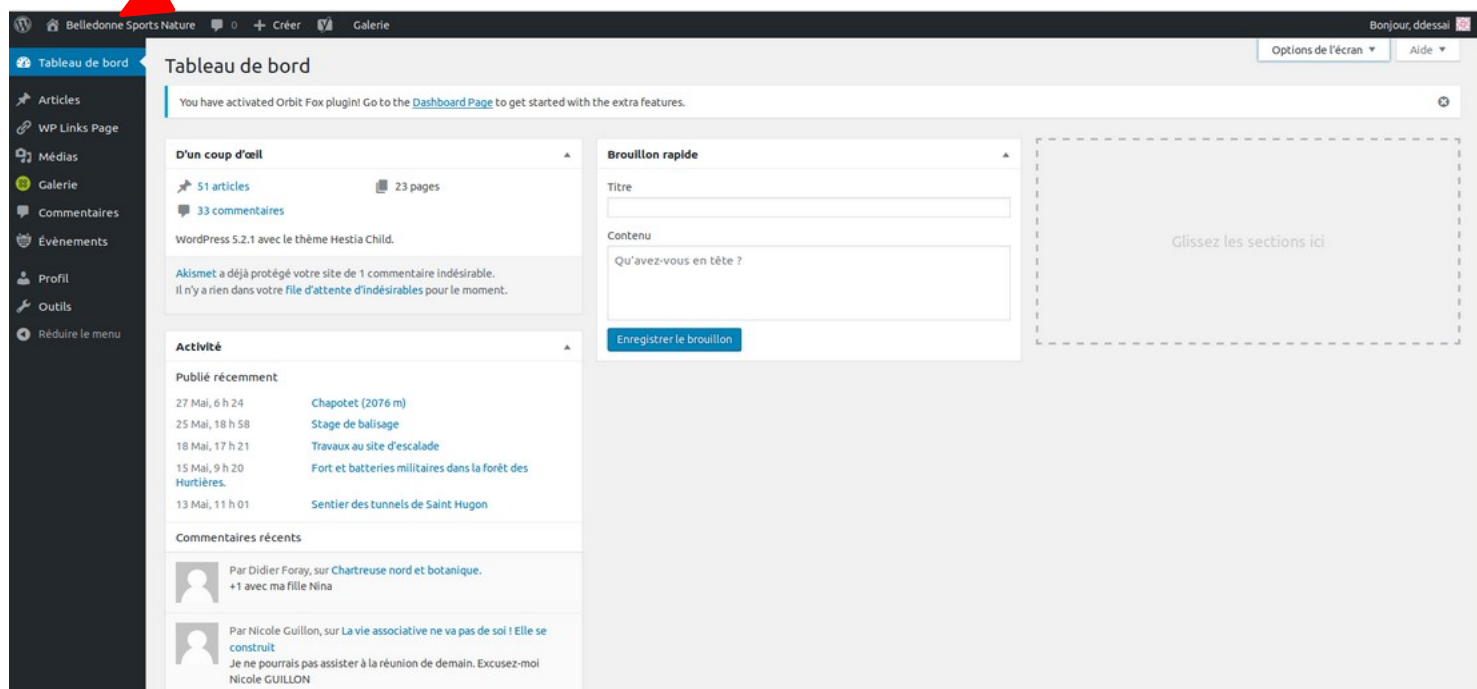 Belledonne Sports Nature 0 + Créer Galerie Bonjour, ddessai
Options de l'écran ▼ Aide ▼
Tableau de bord
Articles
WP Links Page
Médias
Galerie
Commentaires
Évènements
Profil
Outils
Réduire le menu
Tableau de bord
You have activated Orbit Fox plugin! Go to the Dashboard Page to get started with the extra features.
D'un coup d'œil
51 articles 23 pages
33 commentaires
WordPress 5.2.1 avec le thème Hestia Child.
Akismet a déjà protégé votre site de 1 commentaire indésirable.
Il n'y a rien dans votre file d'attente d'indésirables pour le moment.
Activité
Publié récemment
27 Mai, 6 h 24 Chapotet (2076 m)
25 Mai, 18 h 58 Stage de balisage
18 Mai, 17 h 21 Travaux au site d'escalade
15 Mai, 9 h 20 Fort et batteries militaires dans la forêt des
Hurtières.
13 Mai, 11 h 01 Sentier des tunnels de Saint Hugon
Commentaires récents
Par Didier Foray, sur Chartreuse nord et botanique.
+1 avec ma fille Nina
Par Nicole Guillon, sur La vie associative ne va pas de soi ! Elle se
construit
Je ne pourrais pas assister à la réunion de demain. Excusez-moi
Nicole GUILLON
Brouillon rapide
Titre
Contenu
Qu'avez-vous en tête ?
Enregistrer le brouillon
Glissez les sections ici